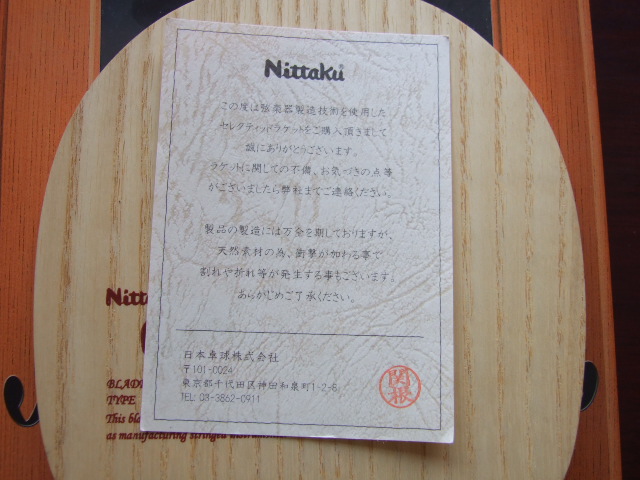 Nittaku®
この度は弦楽器製造技術を使用した
セレクティッドラケットをご購入頂きまして
誠にありがとうございます。
ラケットに関しての不備、お気づきの点等
がございましたら弊社までご連絡ください。
製品の製造には万全を期しておりますが、
天然素材の為、衝撃が加わる事で
割れや折れ等が発生する事もございます。
あらかじめご了承ください。
日本卓球株式会社
〒101-0024
東京都千代田区神田和泉町1-2-6
TEL 03-3862-0911
関根
Nitt
BLAD
TYPE
This bla
as manufacturing stringed instrum